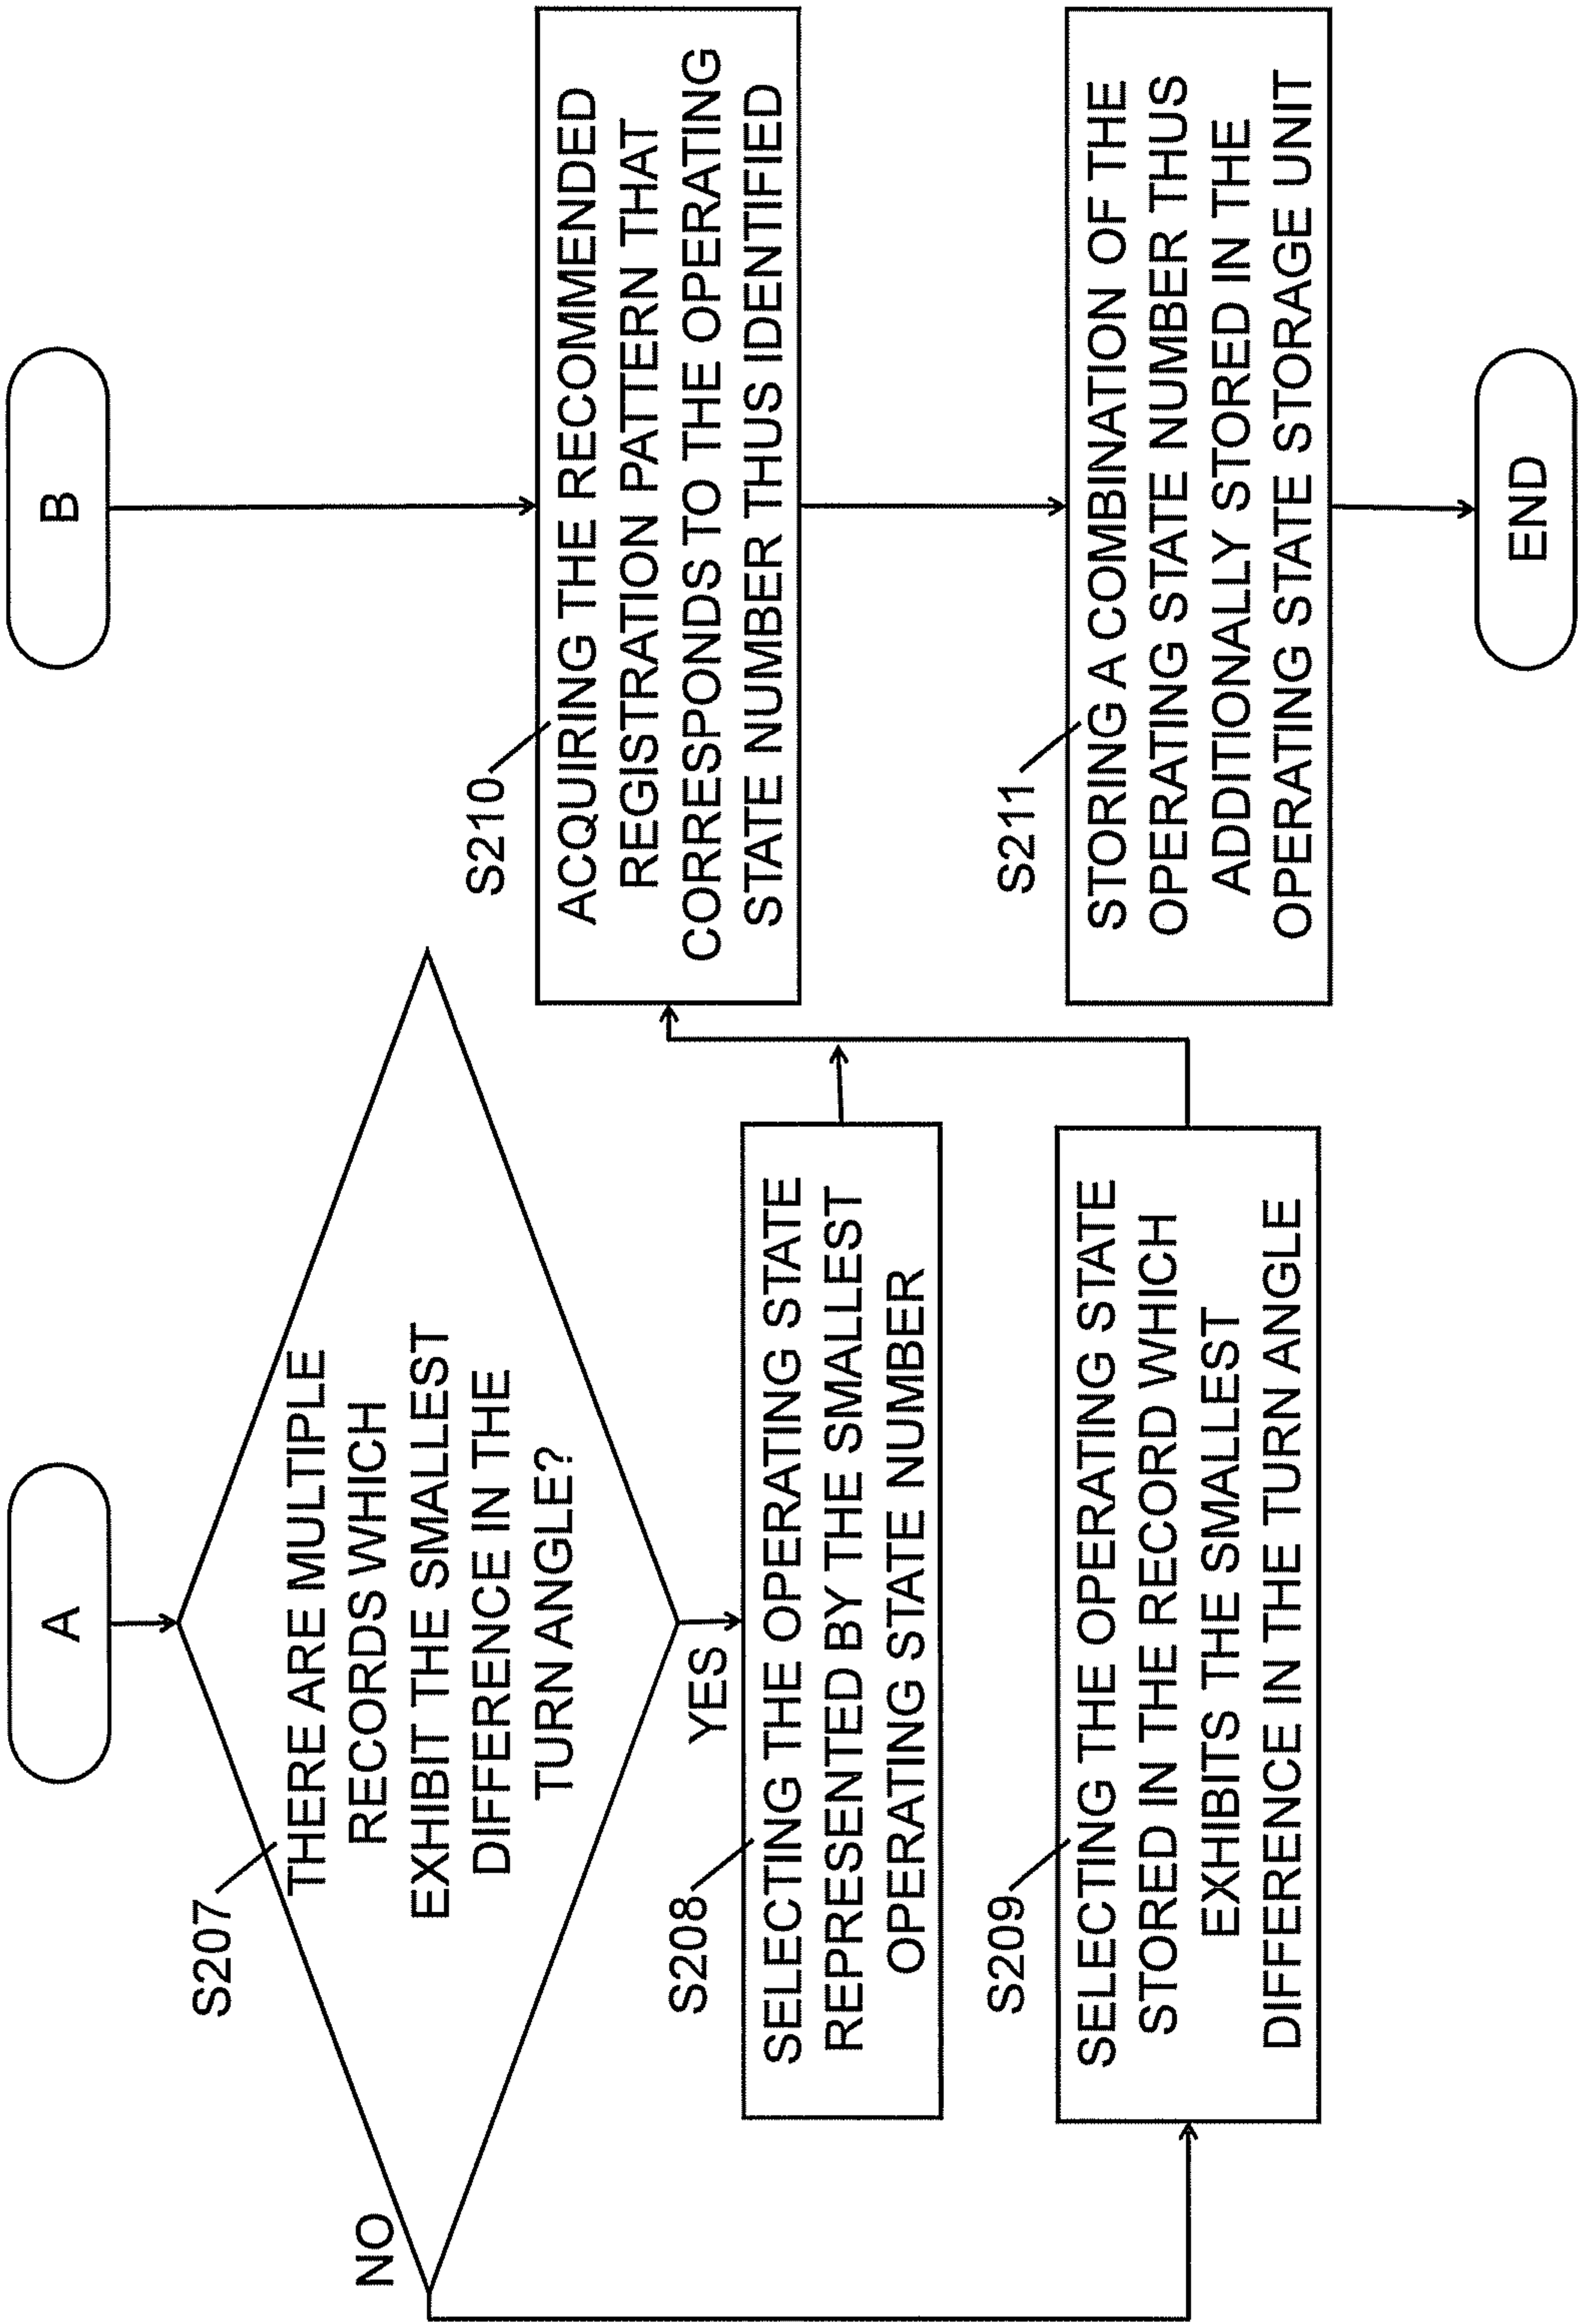 A
S207
THERE ARE MULTIPLE
RECORDS WHICH
EXHIBIT THE SMALLEST
DIFFERENCE IN THE
TURN ANGLE?
NO
YES
S208
SELECTING THE OPERATING STATE
REPRESENTED BY THE SMALLEST
OPERATING STATE NUMBER
S209
SELECTING THE OPERATING STATE
STORED IN THE RECORD WHICH
EXHIBITS THE SMALLEST
DIFFERENCE IN THE TURN ANGLE
B
S210
ACQUIRING THE RECOMMENDED
REGISTRATION PATTERN THAT
CORRESPONDS TO THE OPERATING
STATE NUMBER THUS IDENTIFIED
S211
STORING A COMBINATION OF THE
OPERATING STATE NUMBER THUS
ADDITIONALLY STORED IN THE
OPERATING STATE STORAGE UNIT
END